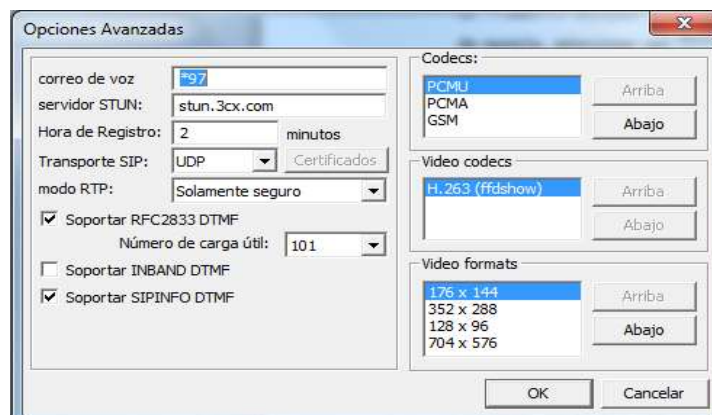 Opciones Avanzadas
correo de voz *97
servidor STUN: stun.3cx.com
Hora de Registro: 2 minutos
Transporte SIP: UDP Certificados
modo RTP: Solamente seguro
Soportar RFC2833 DTMF
Número de carga útil: 101
Soportar INBAND DTMF
Soportar SIPINFO DTMF
Codecs:
PCMU
PCMA
GSM
Arriba
Abajo
Video codecs
H.263 (ffdshow)
Arriba
Abajo
Video formats
176 x 144
352 x 288
128 x 96
704 x 576
Arriba
Abajo
OK Cancelar